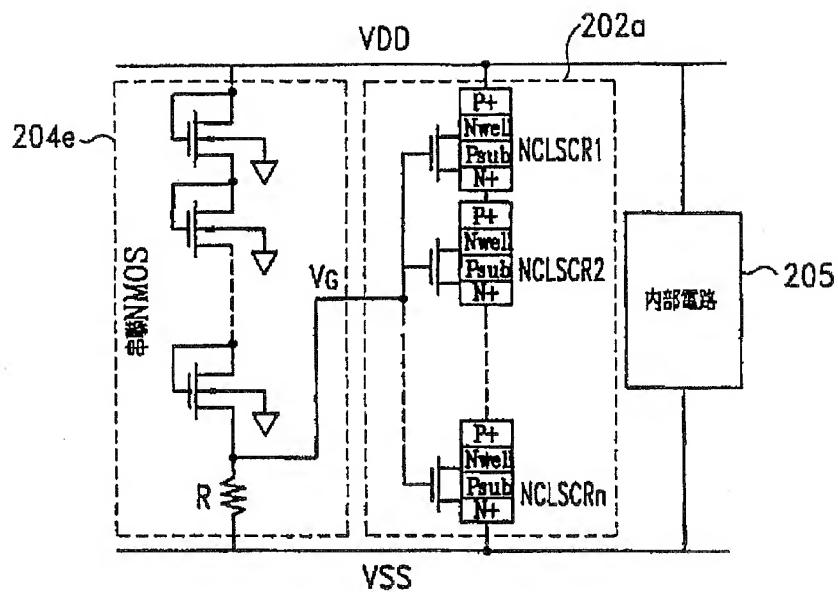 VDD
202a
204e
P+
Nwell
Psub
N+
NCLSCR1
P+
Nwell
Psub
N+
NCLSCR2
VG
串聯NMOS
205
內部電路
P+
Nwell
Psub
N+
NCLSCRn
R
VSS